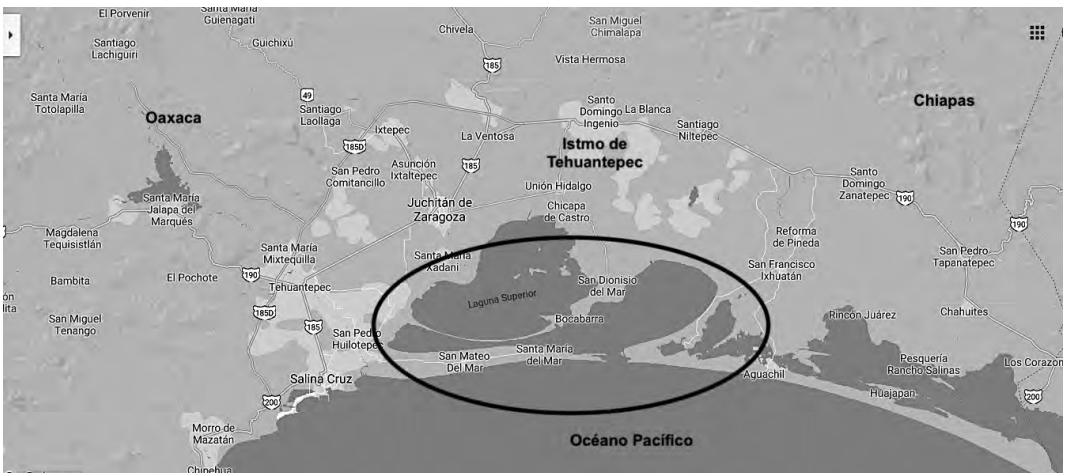 El Porvenir
Santa María
Guienagati
San Miguel
Chimalapa
Chivela
Santiago
Lachiguiri
Guichixú
185
Vista Hermosa
Santa María
Totolapilla
49
Chiapas
Oaxaca
Santiago
Laollaga
Santo
Domingo
Ingenio
La Blanca
Ixtepec
La Ventosa
Santiago
Niltepec
185D
Istmo de
Tehuantepec
San Pedro
Comitancillo
Asunción
Ixtaltepec
185
Santo
Domingo
Zanatepec
190
Santa María
Jalapa del
Marqués
Unión Hidalgo
Juchitán de
Zaragoza
Chicapa
de Castro
190
Magdalena
Tequisistlán
Reforma
de Pineda
Santa María
Mixtequilla
Santa María
Xadani
San Pedro
Tapanatepec
San Francisco
Ixhuatán
Bambita
El Pochote
190
Tehuantepec
San Dionisio
del Mar
Laguna Superior
San Miguel
Tenango
185D
185
Bocabarra
Rincón Juárez
Chahuites
San Pedro
Huilotepec
San Mateo
Del Mar
Santa María
del Mar
Pesquería
Rancho Salinas
Los Corazon
Salina Cruz
Aguachil
Huajapan
200
200
Morro de
Mazatán
Océano Pacífico
Chipehua